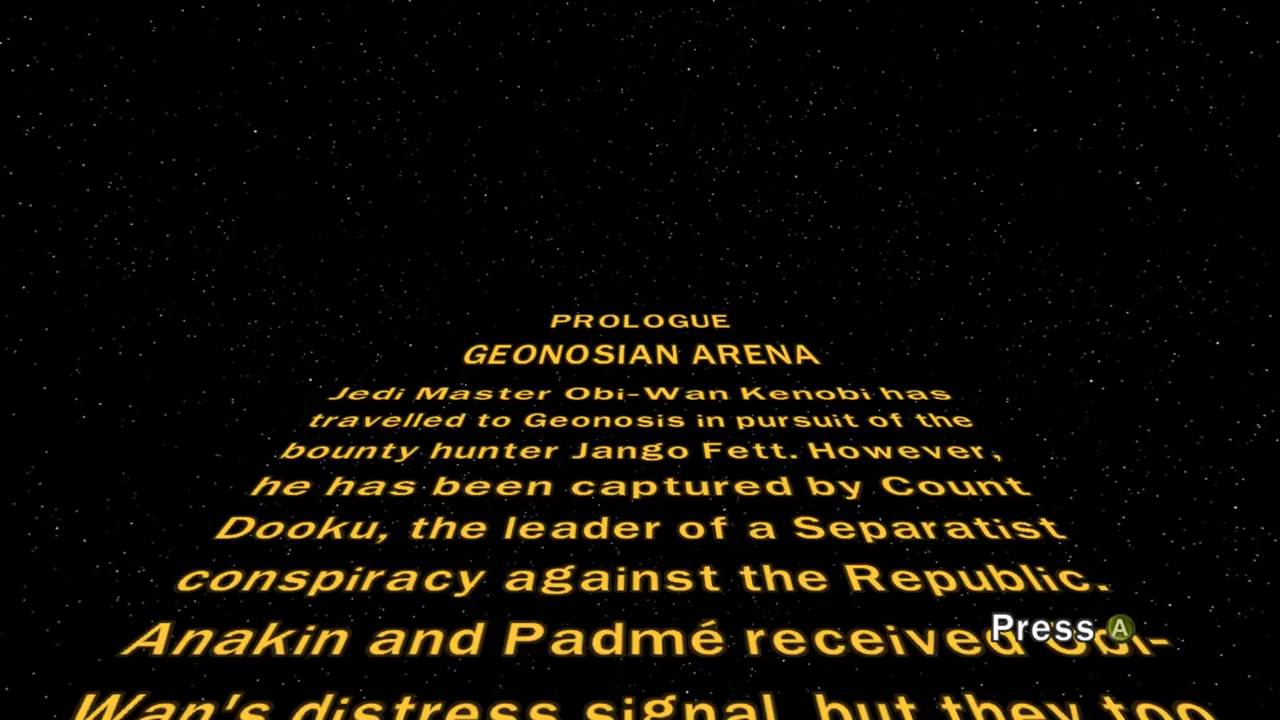 PROLOGUE
GEONOSIAN ARENA
Jedi Master Obi-Wan Kenobi has
travelled to Geonosis in pursuit of the
bounty hunter Jango Fett. However,
he has been captured by Count
Dooku, the leader of a Separatist
conspiracy against the Republic.
Anakin and Padmé received Obi-
Press A
Wan's distress signal, but they too